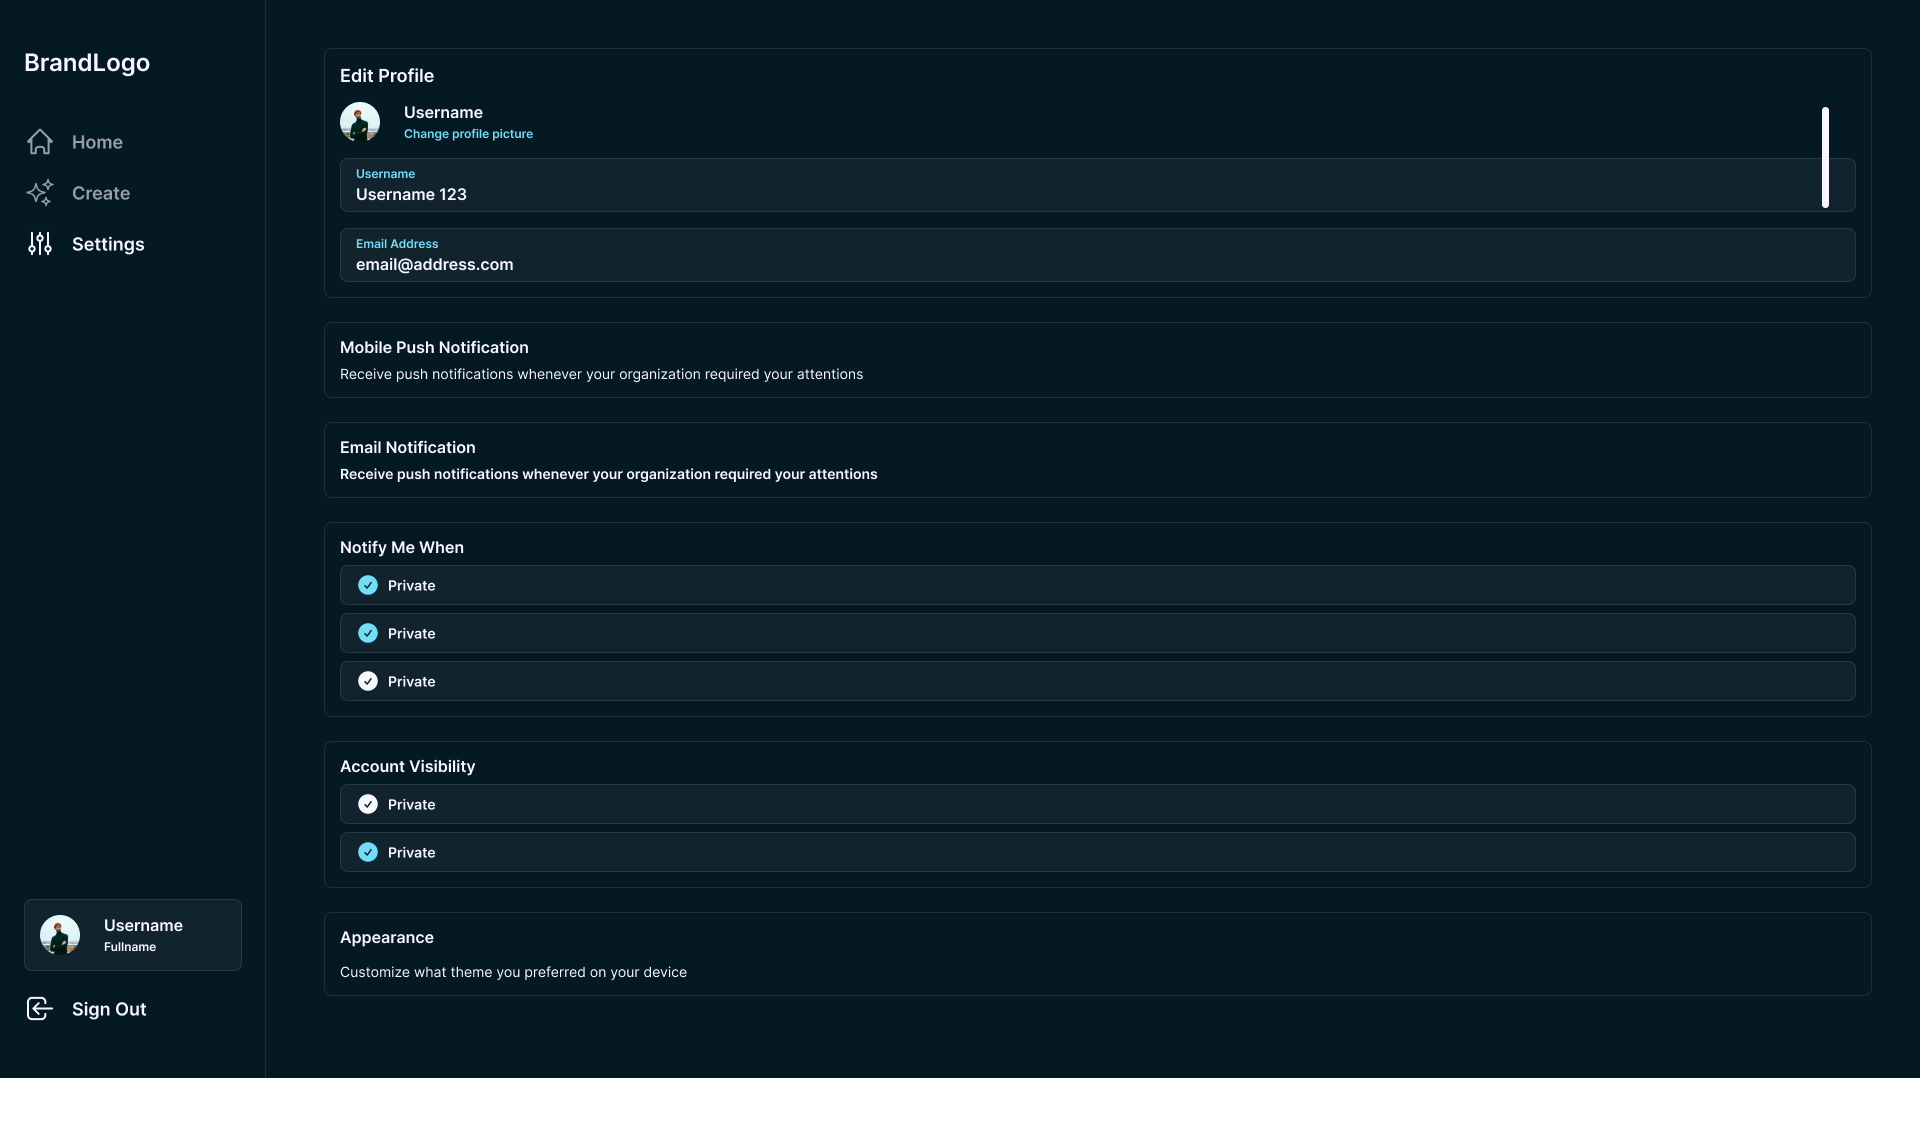 BrandLogo
Home
Create
Settings
Username
Fullname
Sign Out
Edit Profile
Username
Change profile picture
Username
Username 123
Email Address
email@address.com
Mobile Push Notification
Receive push notifications whenever your organization required your attentions
Email Notification
Receive push notifications whenever your organization required your attentions
Notify Me When
Private
Private
Private
Account Visibility
Private
Private
Appearance
Customize what theme you preferred on your device